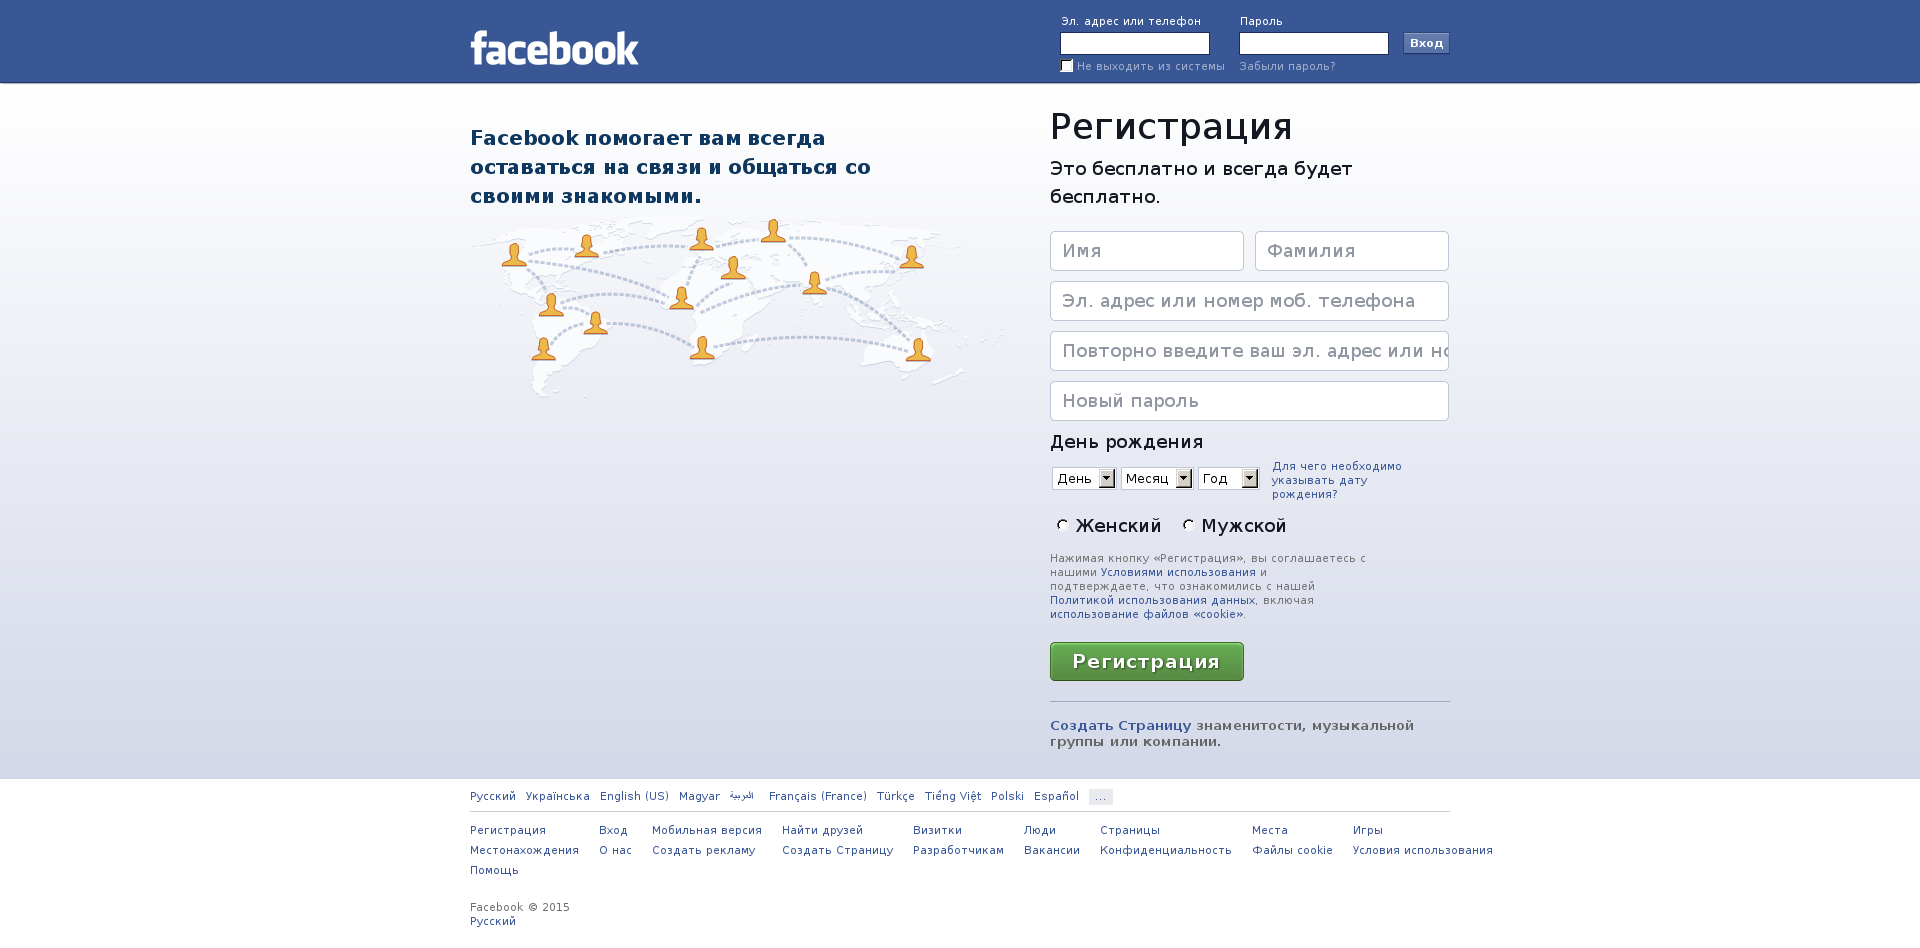 facebook
Эл. адрес или телефон
Пароль
Вход
Не выходить из системы
Забыли пароль?
Facebook помогает вам всегда
оставаться на связи и общаться со
своими знакомыми.
Регистрация
Это бесплатно и всегда будет
бесплатно.
Имя
Фамилия
Эл. адрес или номер моб. телефона
Повторно введите ваш эл. адрес или но
Новый пароль
День рождения
День
Месяц
Год
Для чего необходимо
указывать дату
рождения?
Женский
Мужской
Нажимая кнопку «Регистрация», вы соглашаетесь с
нашими Условиями использования и
подтверждаете, что ознакомились с нашей
Политикой использования данных, включая
использование файлов «cookie».
Регистрация
Создать Страницу знаменитости, музыкальной
группы или компании.
Русский Українська English (US) Magyar العربية Français (France) Türkçe Tiếng Việt Polski Español ...
Регистрация Вход Мобильная версия Найти друзей Визитки Люди Страницы Места Игры
Местонахождения О нас Создать рекламу Создать Страницу Разработчикам Вакансии Конфиденциальность Файлы cookie Условия использования
Помощь
Facebook © 2015
Русский